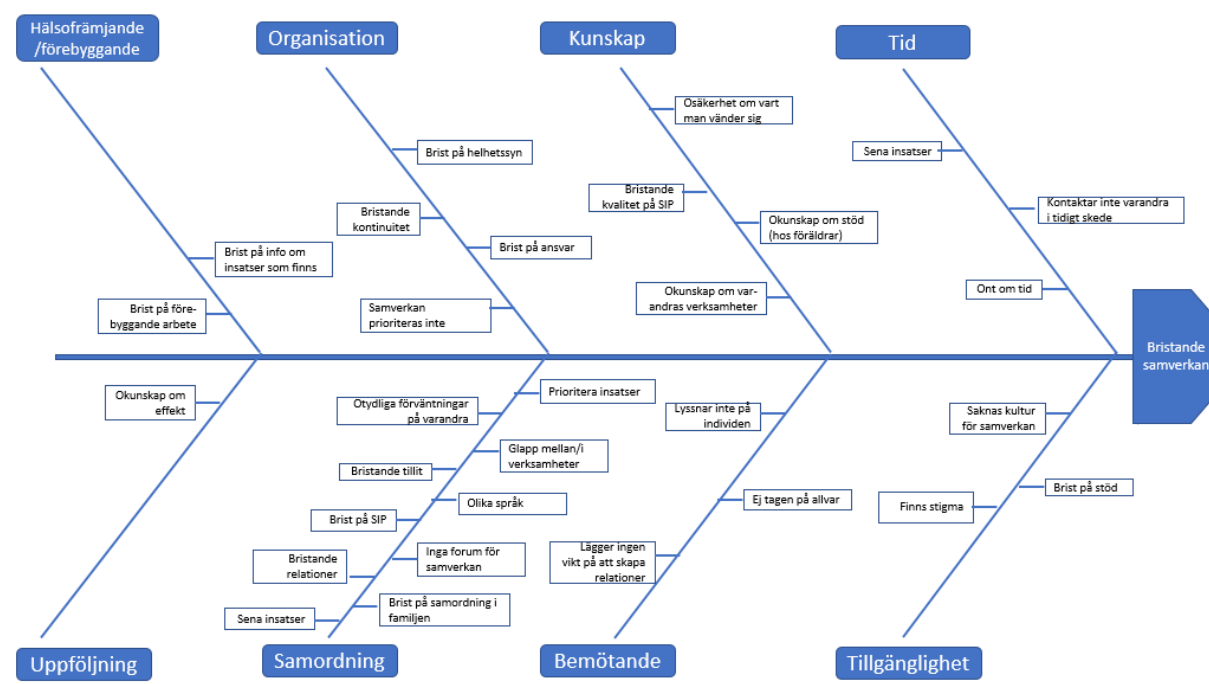 Hälsofrämjande
/förebyggande
Organisation
Kunskap
Tid
Osäkerhet om vart
man vänder sig
Brist på helhetssyn
Sena insatser
Bristande
kvalitet på SIP
Kontaktar inte varandra
i tidigt skede
Bristande
kontinuitet
Okunskap om stöd
(hos föräldrar)
Brist på ansvar
Brist på info om
insatser som finns
Ont om tid
Okunskap om var-
andras verksamheter
Brist på före-
byggande arbete
Samverkan
prioriteras inte
Bristande
samverkan
Okunskap om
effekt
Prioritera insatser
Otydliga förväntningar
på varandra
Lyssnar inte på
individen
Saknas kultur
för samverkan
Glapp mellan/i
verksamheter
Bristande tillit
Brist på stöd
Olika språk
Ej tagen på allvar
Finns stigma
Brist på SIP
Inga forum för
samverkan
Lägger ingen
vikt på att skapa
relationer
Bristande
relationer
Brist på samordning i
familjen
Sena insatser
Uppföljning
Samordning
Bemötande
Tillgänglighet